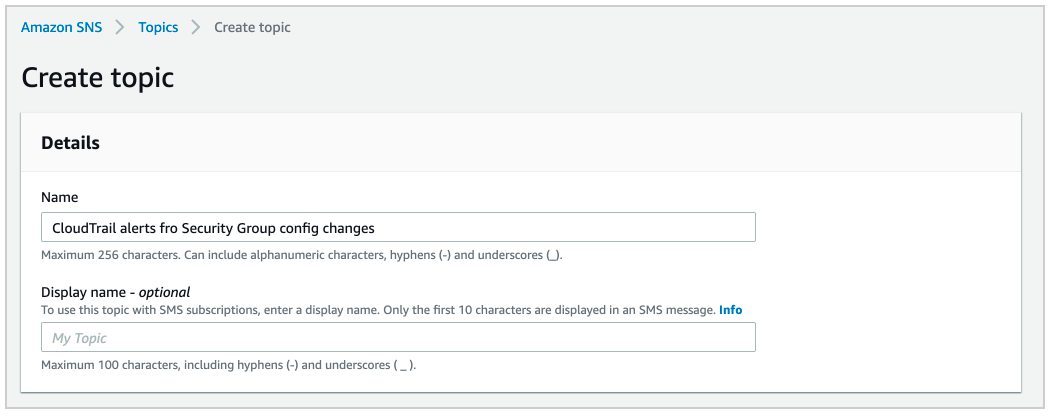 Amazon SNS > Topics > Create topic
Create topic
Details
Name
CloudTrail alerts fro Security Group config changes
Maximum 256 characters. Can include alphanumeric characters, hyphens (-) and underscores (_).
Display name - optional
To use this topic with SMS subscriptions, enter a display name. Only the first 10 characters are displayed in an SMS message. Info
My Topic
Maximum 100 characters, including hyphens (-) and underscores ( _ ).